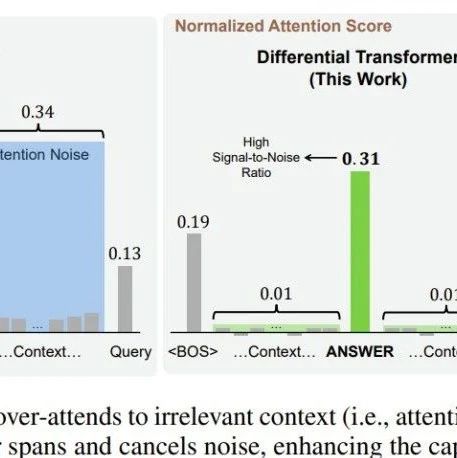 Normalized Attention Score
Differential Transformer
(This Work)
0.34
tention Noise
High
Signal-to-Noise
Ratio
0.31
0.19
0.13
0.01
0.01
...
...
...
...Context...
Query
<BOS>
...Context...
ANSWER
...Conte
over-attends to irrelevant context (i.e., attenti
r spans and cancels noise, enhancing the cap